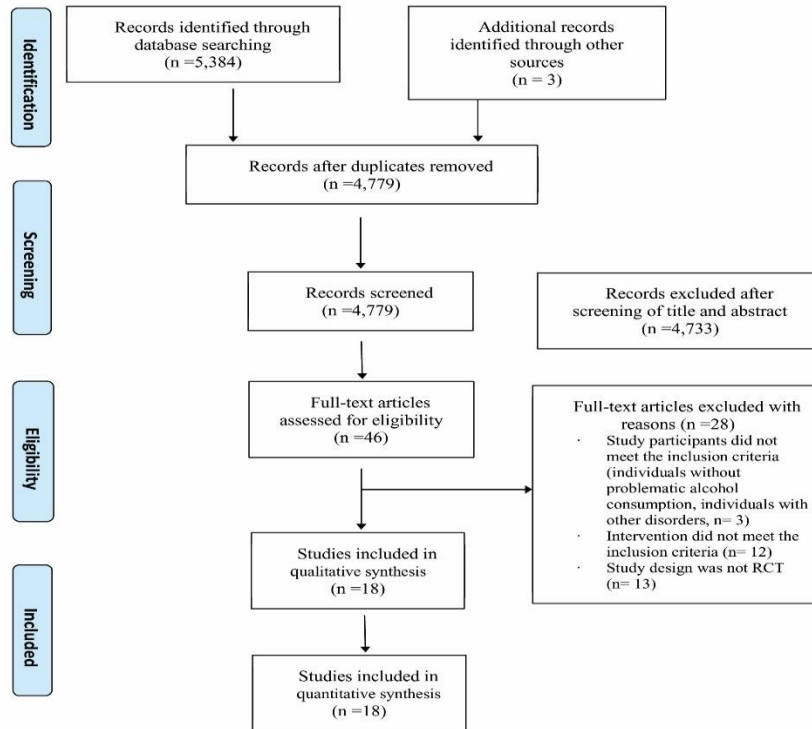 Identification
Records identified through
database searching
(n =5,384)
Additional records
identified through other
sources
(n = 3)
Records after duplicates removed
(n =4,779)
Screening
Records screened
(n =4,779)
Records excluded after
screening of title and abstract
(n =4,733)
Eligibility
Full-text articles
assessed for eligibility
(n =46)
Full-text articles excluded with
reasons (n =28)
· Study participants did not
meet the inclusion criteria
(individuals without
problematic alcohol
consumption, individuals with
other disorders, n= 3)
· Intervention did not meet the
inclusion criteria (n= 12)
· Study design was not RCT
(n= 13)
Included
Studies included in
qualitative synthesis
(n =18)
Studies included in
quantitative synthesis
(n =18)